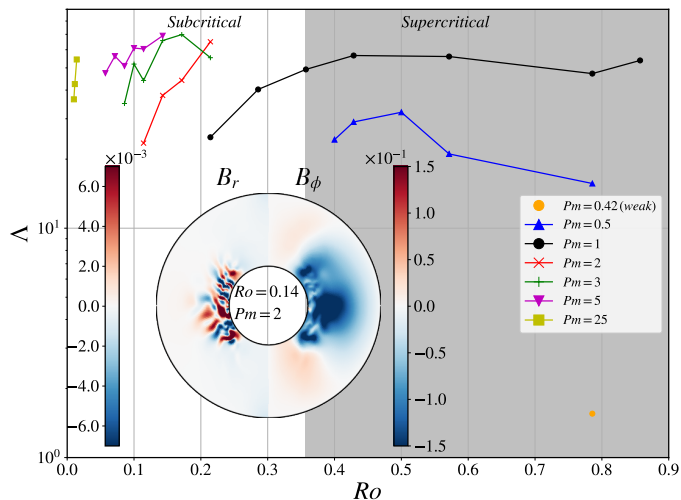 Subcritical
Supercritical
×10⁻³
×10⁻¹
B_r
B_ϕ
6.0
4.0
2.0
0.0
−2.0
−4.0
−6.0
1.5
1.0
0.5
0.0
−0.5
−1.0
−1.5
Ro = 0.14
Pm = 2
Pm = 0.42 (weak)
Pm = 0.5
Pm = 1
Pm = 2
Pm = 3
Pm = 5
Pm = 25
Λ
10¹
10⁰
0.0 0.1 0.2 0.3 0.4 0.5 0.6 0.7 0.8 0.9
Ro